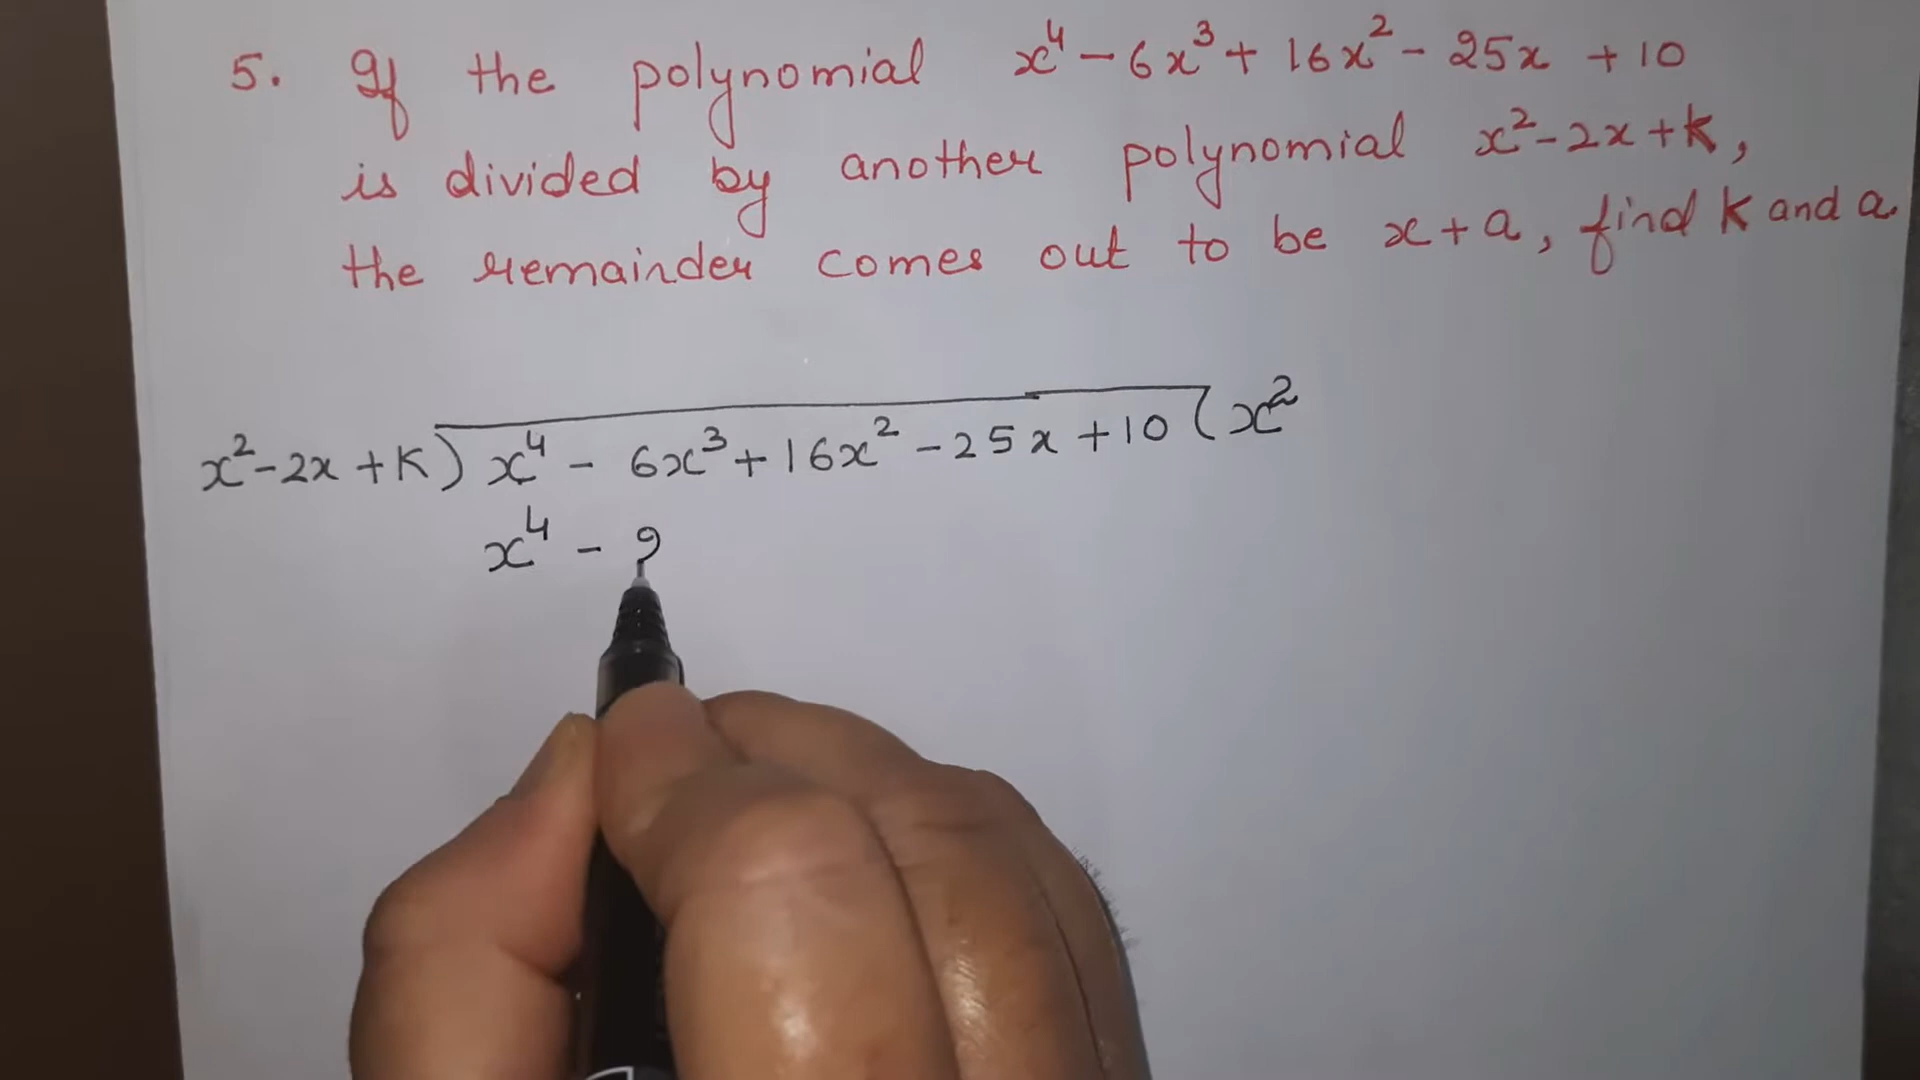 5. If the polynomial x⁴ - 6x³ + 16x² - 25x + 10
is divided by another polynomial x² - 2x + k,
the remainder comes out to be x + a, find k and a.
x² - 2x + k ) x⁴ - 6x³ + 16x² - 25x + 10 ( x²
x⁴ -